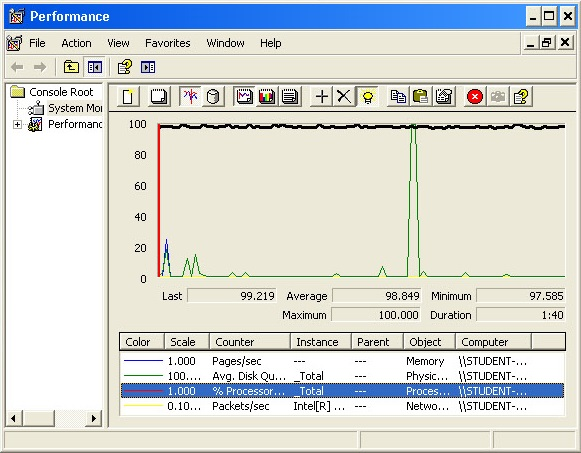 Performance
File Action View Favorites Window Help
Console Root
System Mor
Performanc
100
80
60
40
20
0
Last 99.219 Average 98.849 Minimum 97.585
Maximum 100.000 Duration 1:40
Color Scale Counter Instance Parent Object Computer
1.000 Pages/sec --- --- Memory \\STUDENT-...
100.... Avg. Disk Qu... _Total --- Physic... \\STUDENT-...
1.000 % Processor... _Total --- Proces... \\STUDENT-...
0.10... Packets/sec Intel[R] ... --- Netwo... \\STUDENT-...